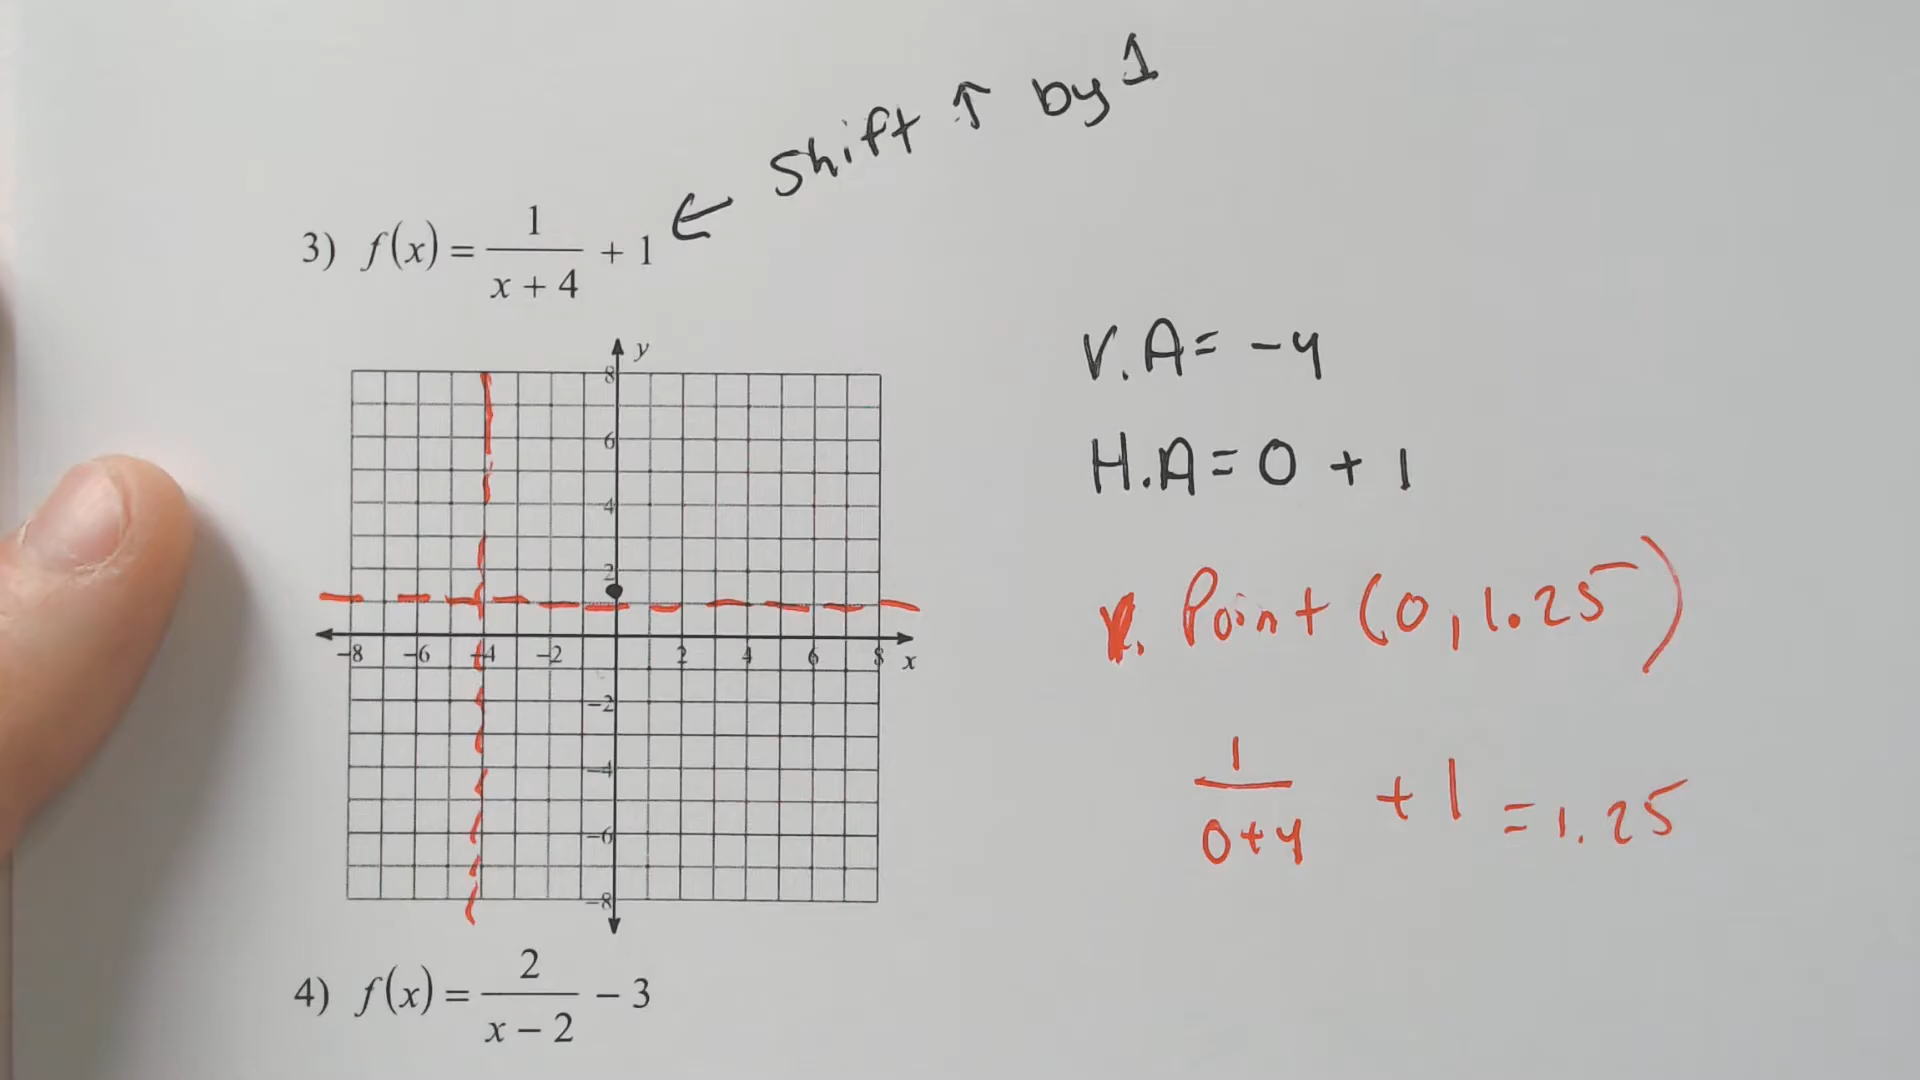 Shift ↑ by 1
3) f(x) = 1/(x + 4) + 1 ←
y
8
6
4
2
-8 -6 -4 -2 2 4 6 8 x
-2
-4
-6
-8
V.A = -4
H.A = 0 + 1
Point (0, 1.25)
1/(0+4) + 1 = 1.25
4) f(x) = 2/(x − 2) − 3